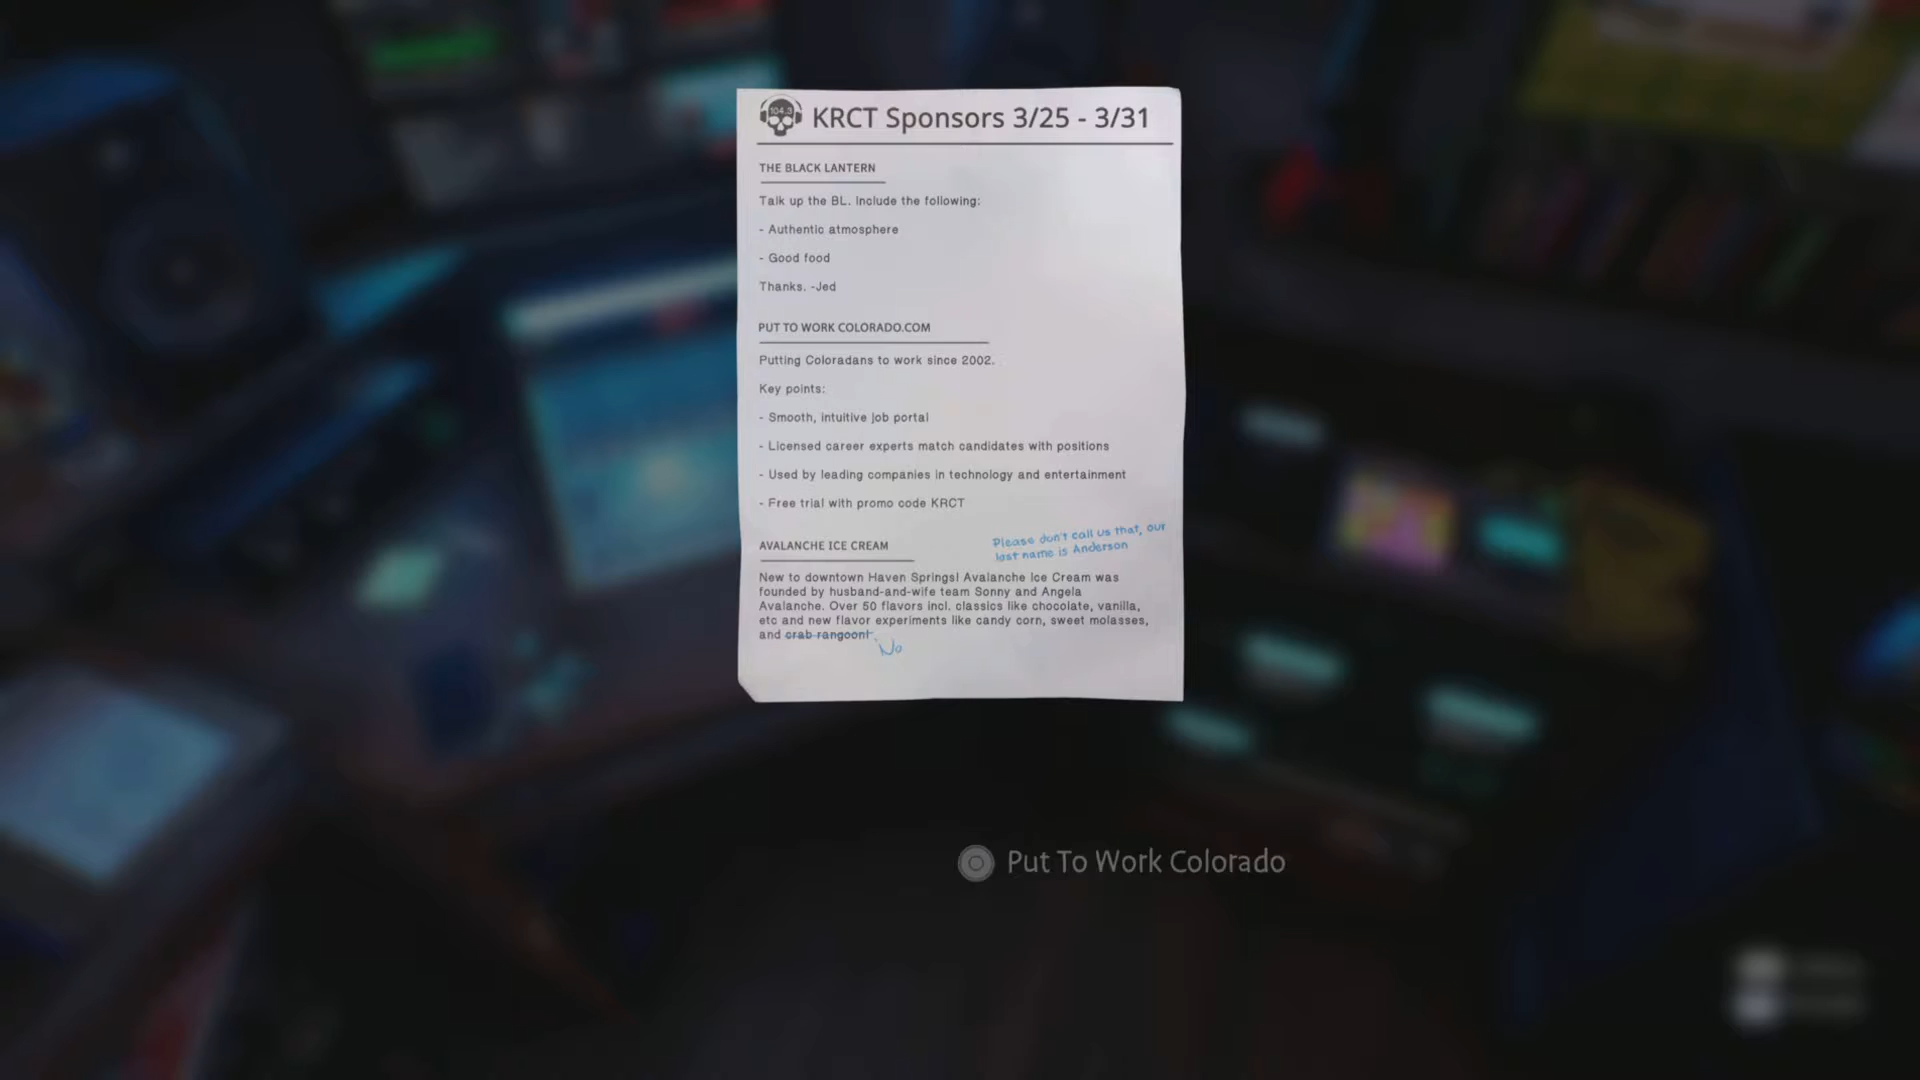 104.3
KRCT Sponsors 3/25 - 3/31
THE BLACK LANTERN
Talk up the BL. Include the following:
- Authentic atmosphere
- Good food
Thanks. -Jed
PUT TO WORK COLORADO.COM
Putting Coloradans to work since 2002.
Key points:
- Smooth, intuitive job portal
- Licensed career experts match candidates with positions
- Used by leading companies in technology and entertainment
- Free trial with promo code KRCT
Please don't call us that, our
last name is Anderson
AVALANCHE ICE CREAM
New to downtown Haven Springs! Avalanche Ice Cream was
founded by husband-and-wife team Sonny and Angela
Avalanche. Over 50 flavors incl. classics like chocolate, vanilla,
etc and new flavor experiments like candy corn, sweet molasses,
and crab rangoon!
No
Put To Work Colorado